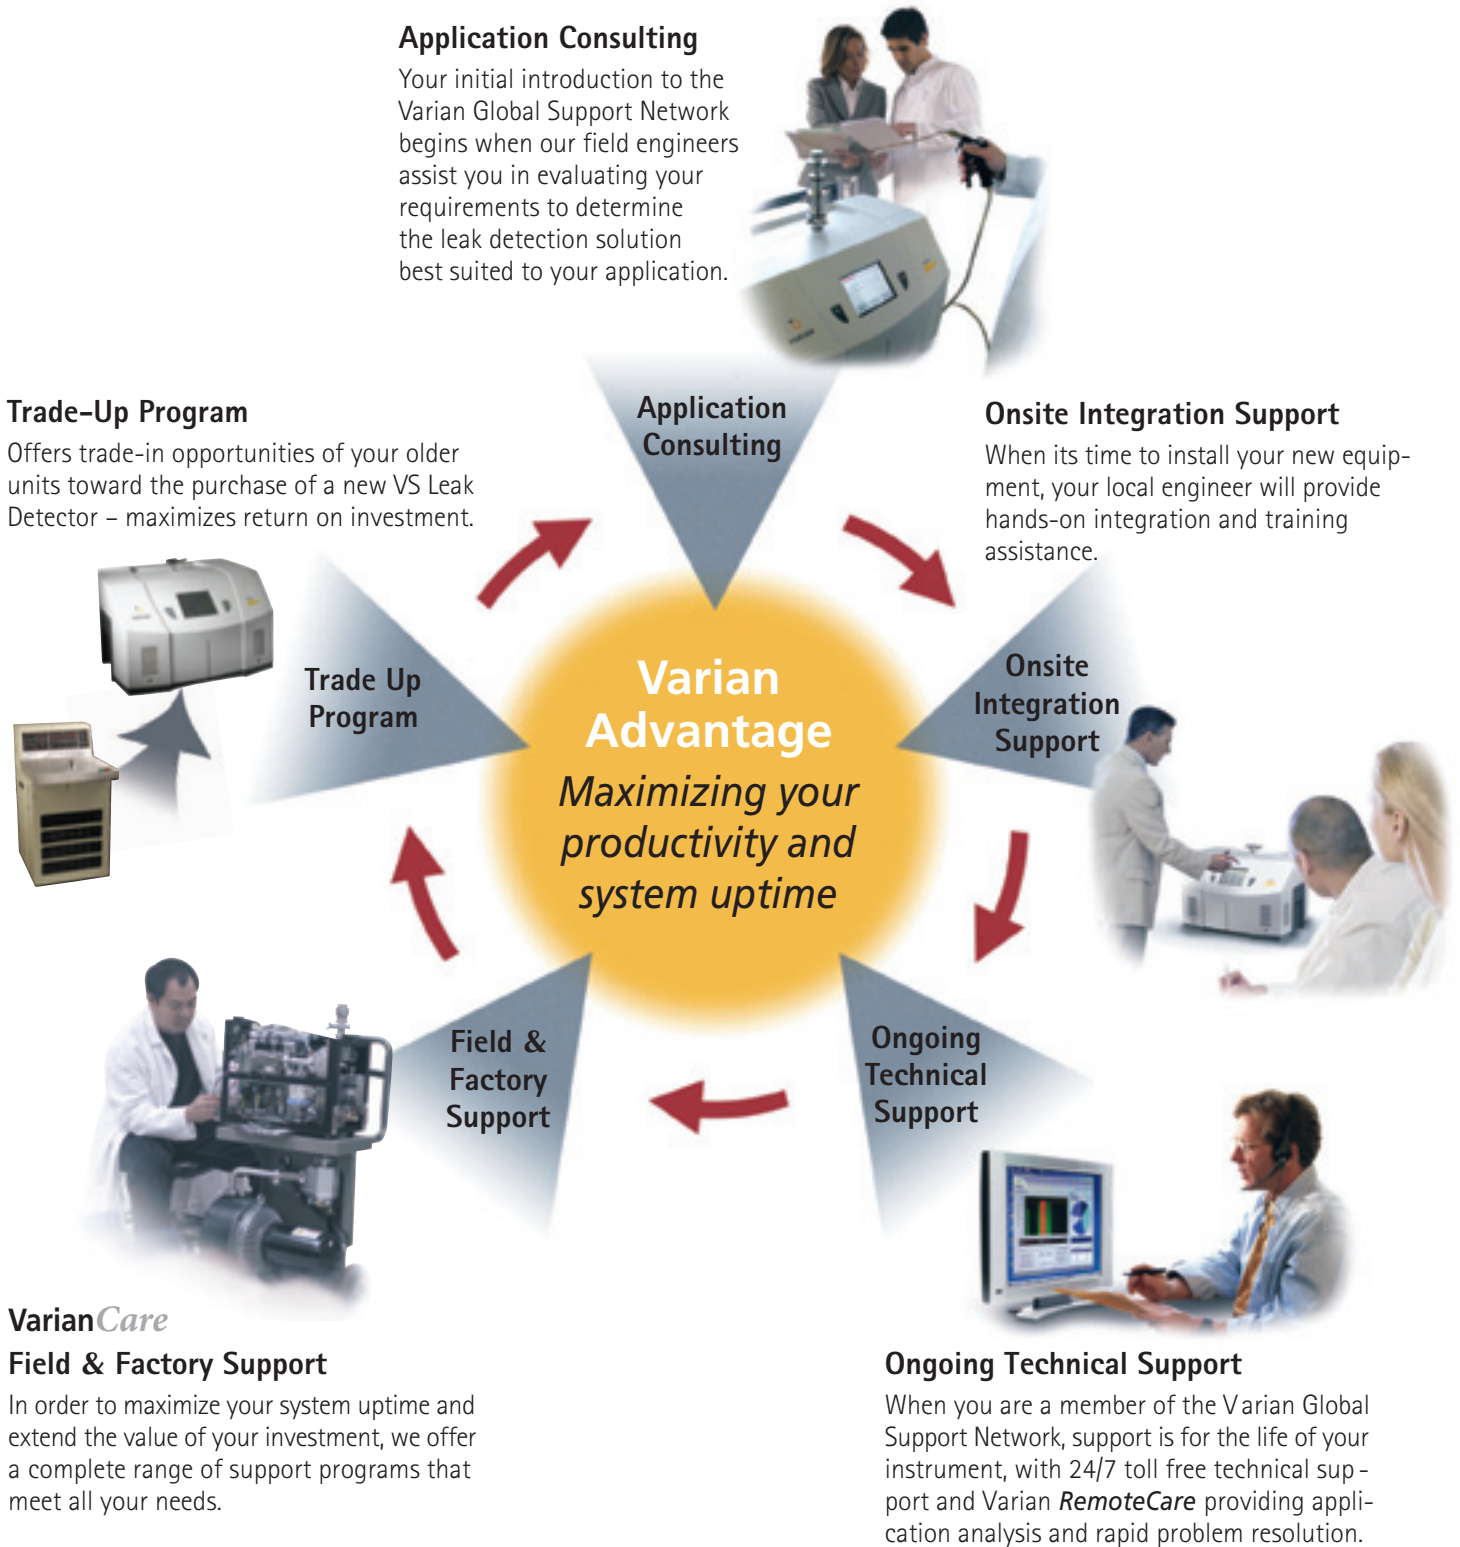 Application Consulting
Your initial introduction to the
Varian Global Support Network
begins when our field engineers
assist you in evaluating your
requirements to determine
the leak detection solution
best suited to your application.
Trade-Up Program
Offers trade-in opportunities of your older
units toward the purchase of a new VS Leak
Detector – maximizes return on investment.
Application
Consulting
Onsite Integration Support
When its time to install your new equip-
ment, your local engineer will provide
hands-on integration and training
assistance.
Trade Up
Program
Varian
Advantage
Maximizing your
productivity and
system uptime
Onsite
Integration
Support
Field &
Factory
Support
Ongoing
Technical
Support
VarianCare
Field & Factory Support
In order to maximize your system uptime and
extend the value of your investment, we offer
a complete range of support programs that
meet all your needs.
Ongoing Technical Support
When you are a member of the Varian Global
Support Network, support is for the life of your
instrument, with 24/7 toll free technical sup-
port and Varian RemoteCare providing appli-
cation analysis and rapid problem resolution.